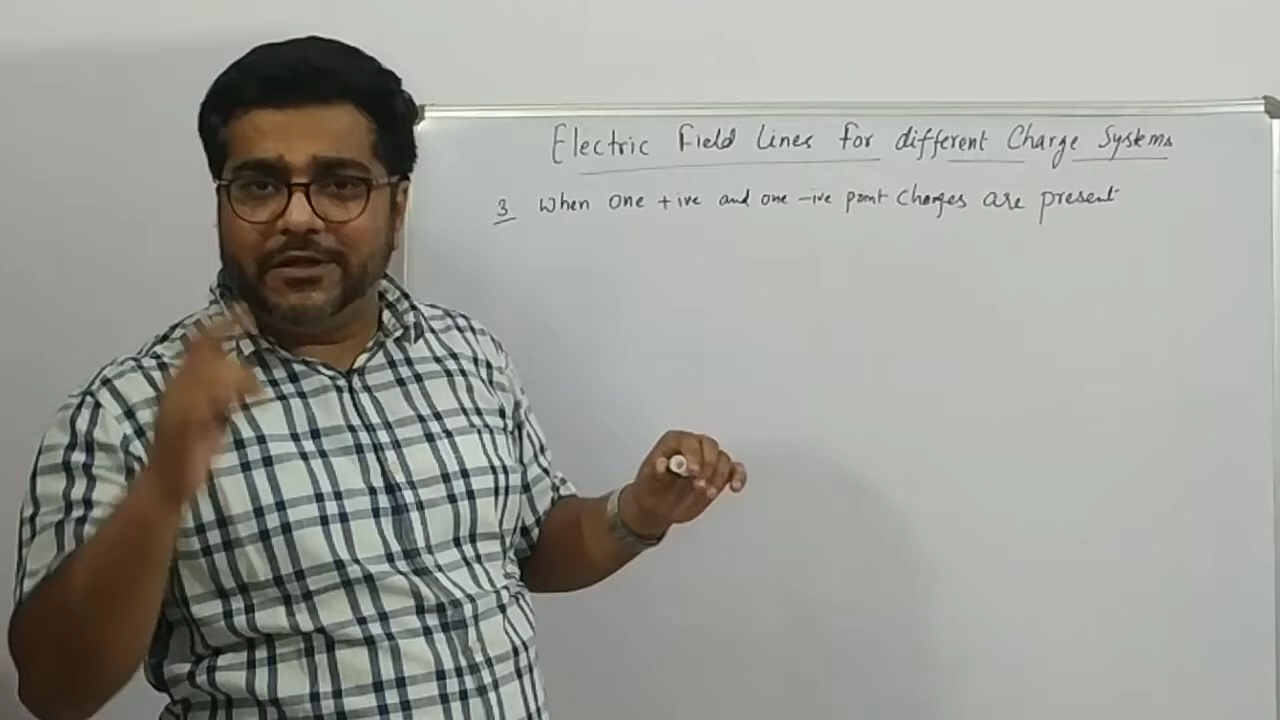 Electric Field Lines for different Charge Systems
3 When one +ive and one -ive point charges are present